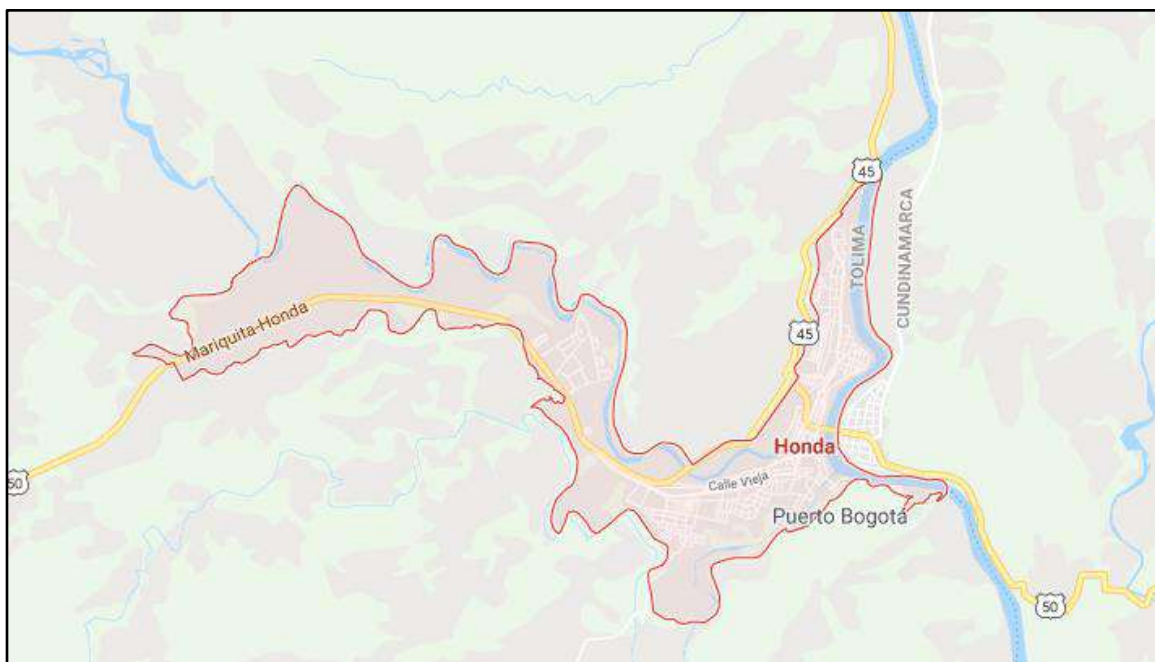 45
TOLIMA
CUNDINAMARCA
Mariquita-Honda
45
Honda
Calle Vieja
50
Puerto Bogotá
50